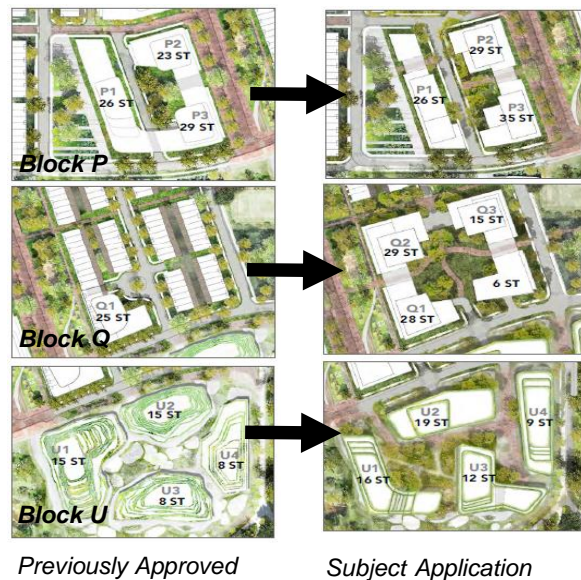 P2
23 ST
P1
26 ST
P3
29 ST
Block P
P2
29 ST
P1
26 ST
P3
35 ST
Q1
25 ST
Block Q
Q3
15 ST
Q2
29 ST
6 ST
Q1
28 ST
U2
15 ST
U1
15 ST
U4
8 ST
U3
8 ST
Block U
U4
9 ST
U2
19 ST
U1
16 ST
U3
12 ST
Previously Approved
Subject Application